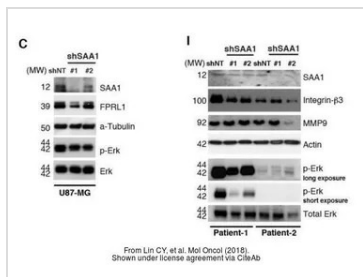 C
shSAA1
(MW) shNT #1 #2
12 SAA1
39 FPRL1
50 a-Tubulin
44
42 p-Erk
44
42 Erk
U87-MG
I
shSAA1 shSAA1
(MW) shNT #1 #2 shNT #1 #2
12 SAA1
100 Integrin-β3
92 MMP9
42 Actin
44
42 p-Erk
long exposure
44
42 p-Erk
short exposure
44
42 Total Erk
Patient-1 Patient-2
From Lin CY, et al. Mol Oncol (2018).
Shown under license agreement via CiteAb